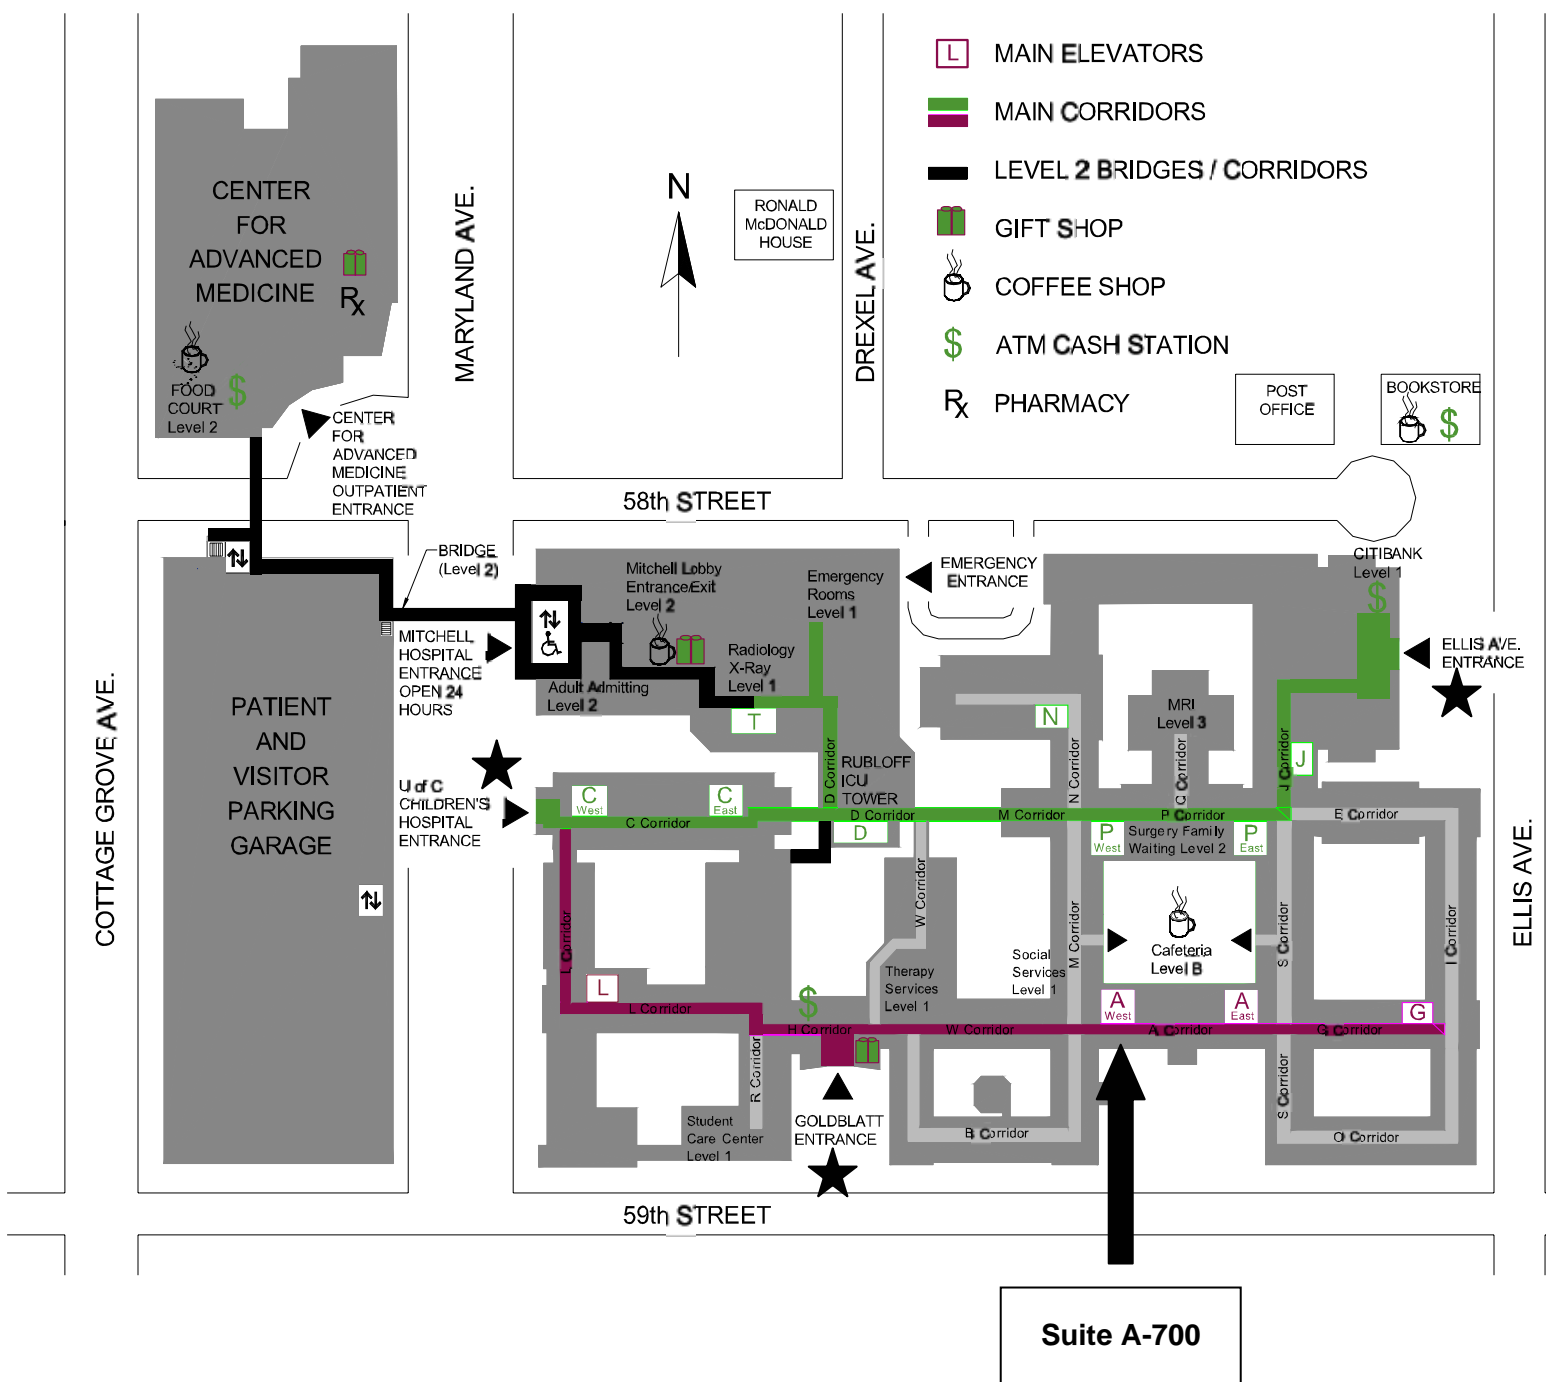 L MAIN ELEVATORS
MAIN CORRIDORS
LEVEL 2 BRIDGES / CORRIDORS
GIFT SHOP
COFFEE SHOP
$ ATM CASH STATION
Rx PHARMACY
N
RONALD
McDONALD
HOUSE
MARYLAND AVE.
DREXEL AVE.
CENTER
FOR
ADVANCED
MEDICINE
Rx
FOOD
COURT
Level 2
$
CENTER
FOR
ADVANCED
MEDICINE
OUTPATIENT
ENTRANCE
POST
OFFICE
BOOKSTORE
$
58th STREET
BRIDGE
(Level 2)
Mitchell Lobby
Entrance/Exit
Level 2
Emergency
Rooms
Level 1
EMERGENCY
ENTRANCE
CITIBANK
Level 1
$
MITCHELL
HOSPITAL
ENTRANCE
OPEN 24
HOURS
Radiology
X-Ray
Level 1
Adult Admitting
Level 2
T
ELLIS AVE.
ENTRANCE
MRI
Level 3
N
J
COTTAGE GROVE AVE.
PATIENT
AND
VISITOR
PARKING
GARAGE
U of C
CHILDREN'S
HOSPITAL
ENTRANCE
C
West
C
East
C Corridor
D Corridor
RUBLOFF
ICU
TOWER
D Corridor
D
M Corridor
N Corridor
Q Corridor
P Corridor
J Corridor
E Corridor
P
West
Surgery Family
Waiting Level 2
P
East
ELLIS AVE.
L Corridor
W Corridor
M Corridor
S Corridor
I Corridor
Cafeteria
Level B
Social
Services
Level 1
Therapy
Services
Level 1
L
L Corridor
$
H Corridor
W Corridor
A
West
A
East
A Corridor
G Corridor
G
R Corridor
S Corridor
Student
Care Center
Level 1
GOLDBLATT
ENTRANCE
B Corridor
O Corridor
59th STREET
Suite A-700